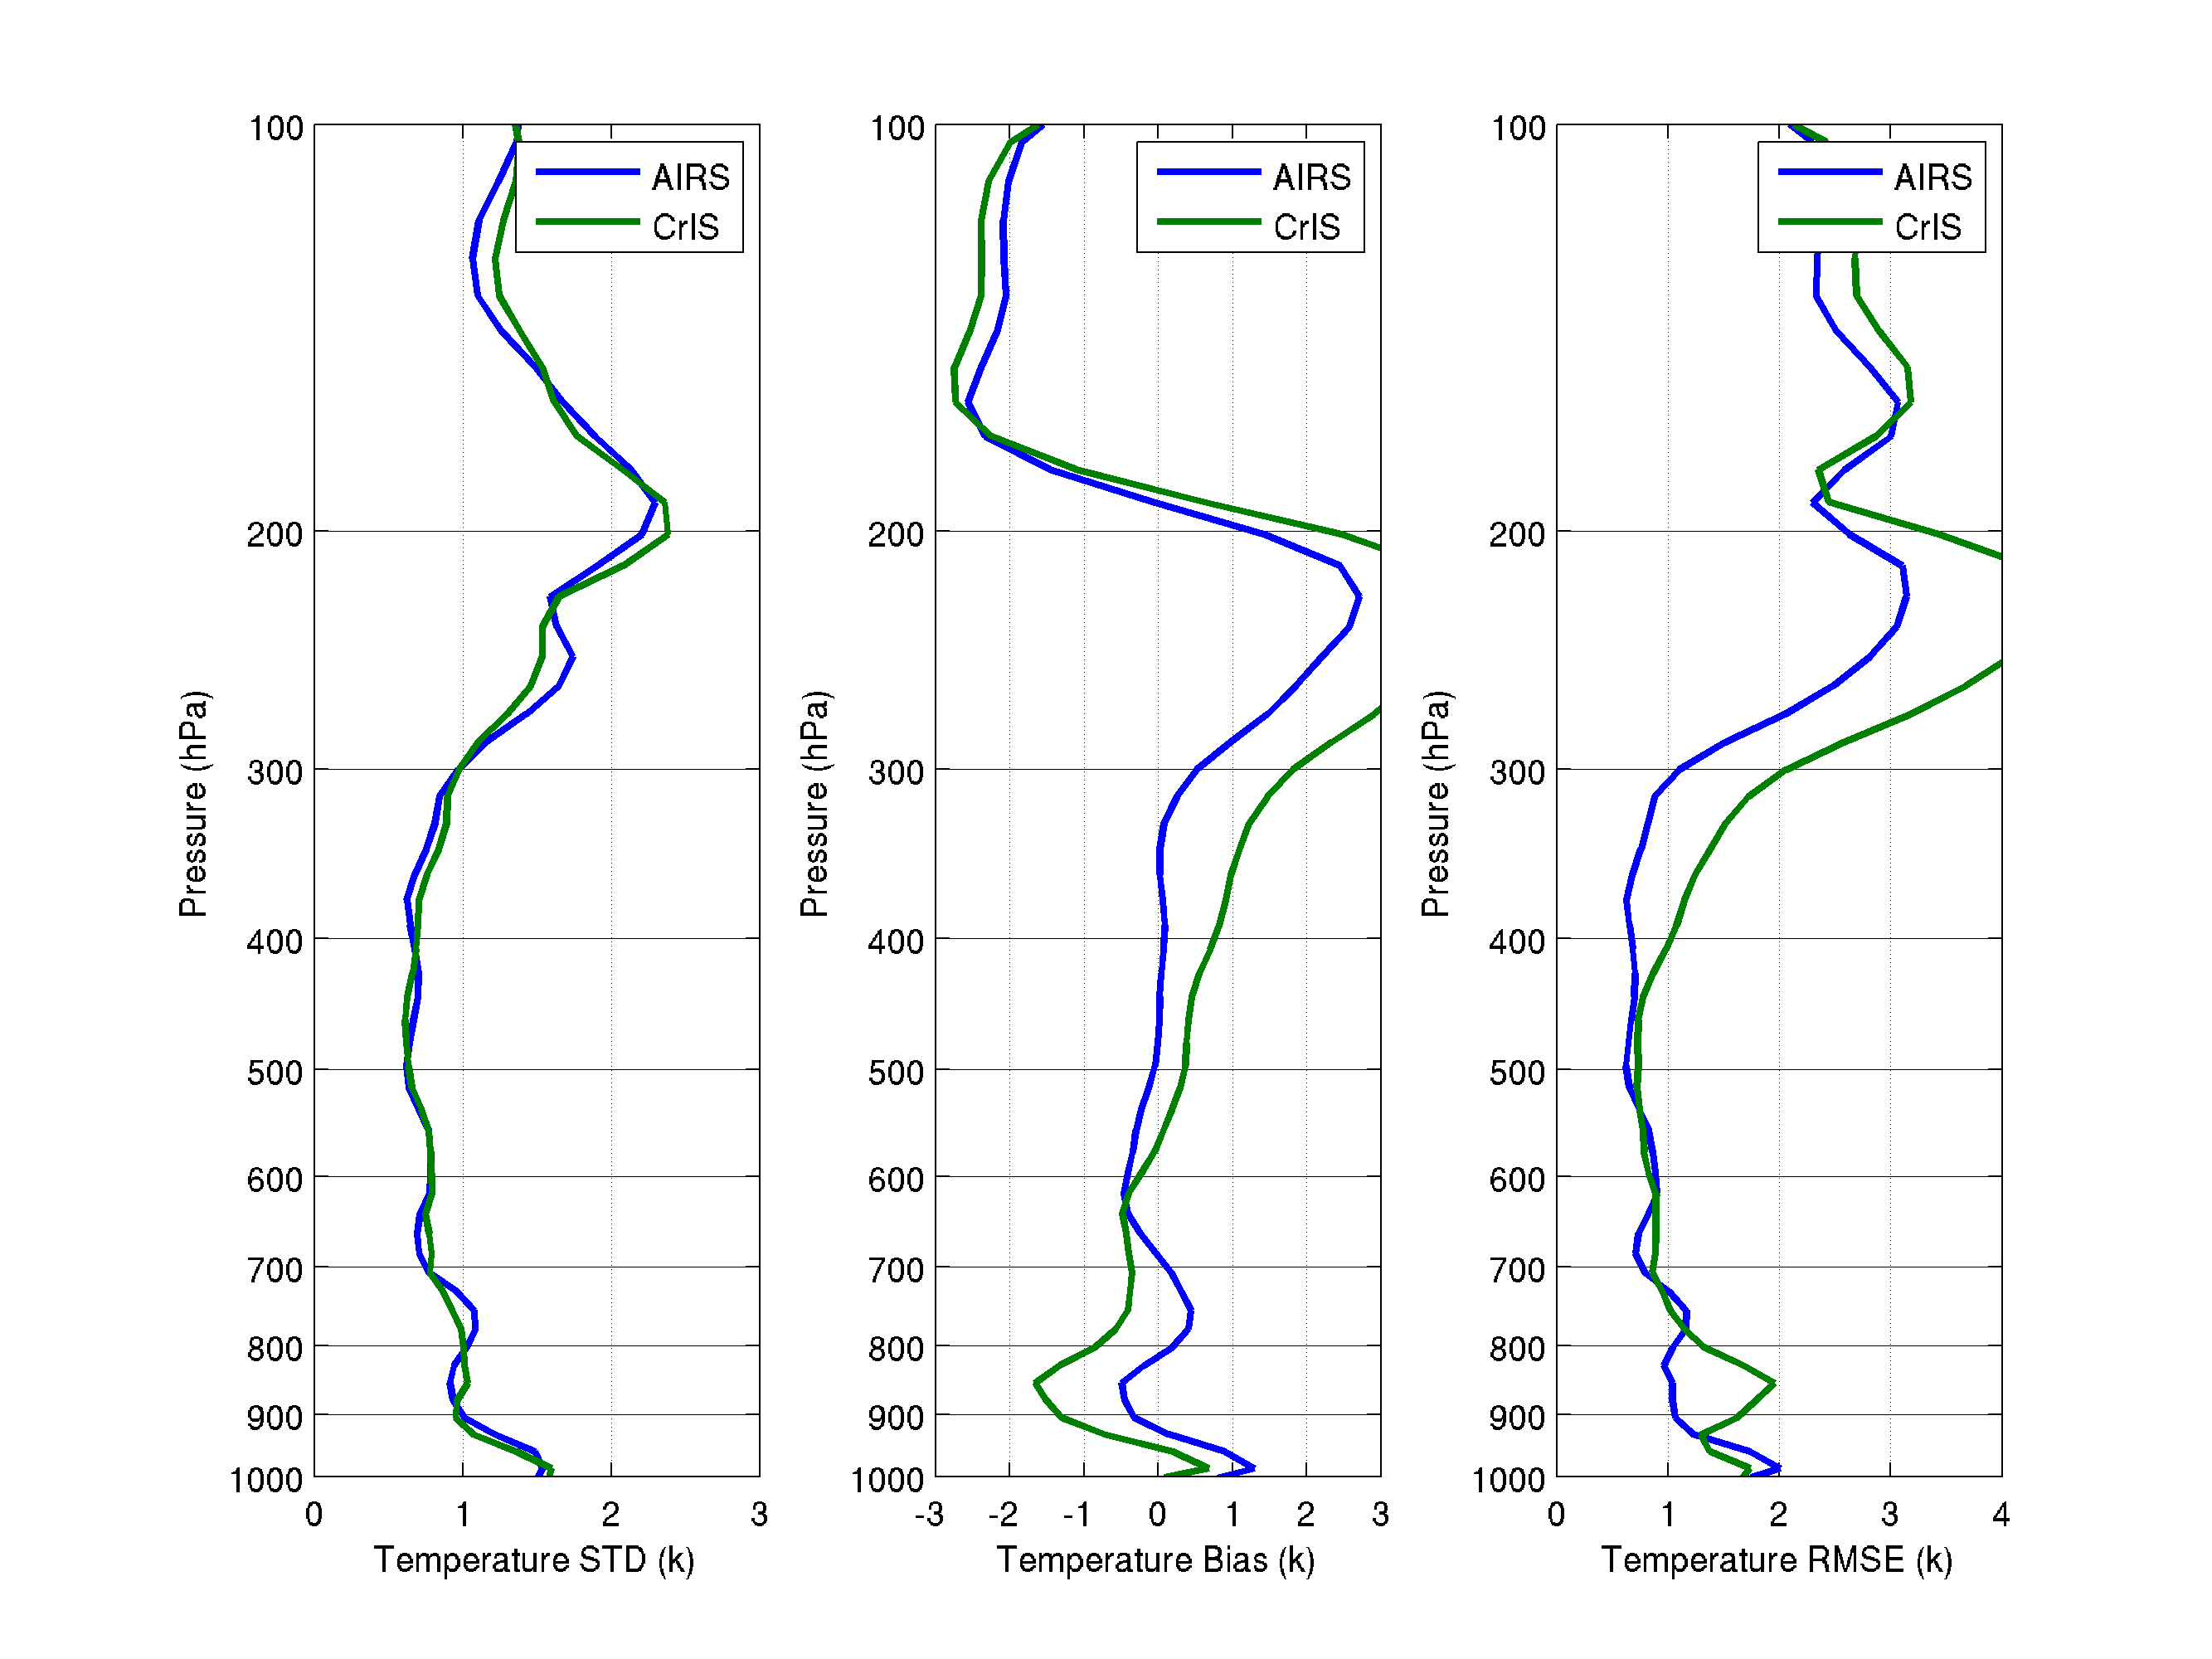 100
200
300
400
500
600
700
800
900
1000
0 1 2 3
Pressure (hPa)
Temperature STD (k)
AIRS
CrIS
100
200
300
400
500
600
700
800
900
1000
-3 -2 -1 0 1 2 3
Pressure (hPa)
Temperature Bias (k)
AIRS
CrIS
100
200
300
400
500
600
700
800
900
1000
0 1 2 3 4
Pressure (hPa)
Temperature RMSE (k)
AIRS
CrIS